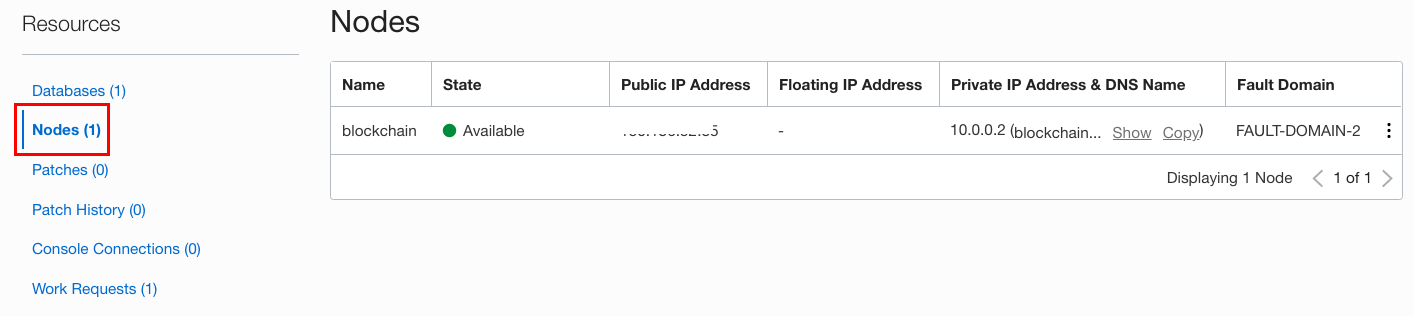 Resources
Databases (1)
Nodes (1)
Patches (0)
Patch History (0)
Console Connections (0)
Work Requests (1)
Nodes
Name State Public IP Address Floating IP Address Private IP Address & DNS Name Fault Domain
blockchain Available - 10.0.0.2 (blockchain... Show Copy) FAULT-DOMAIN-2
Displaying 1 Node 1 of 1